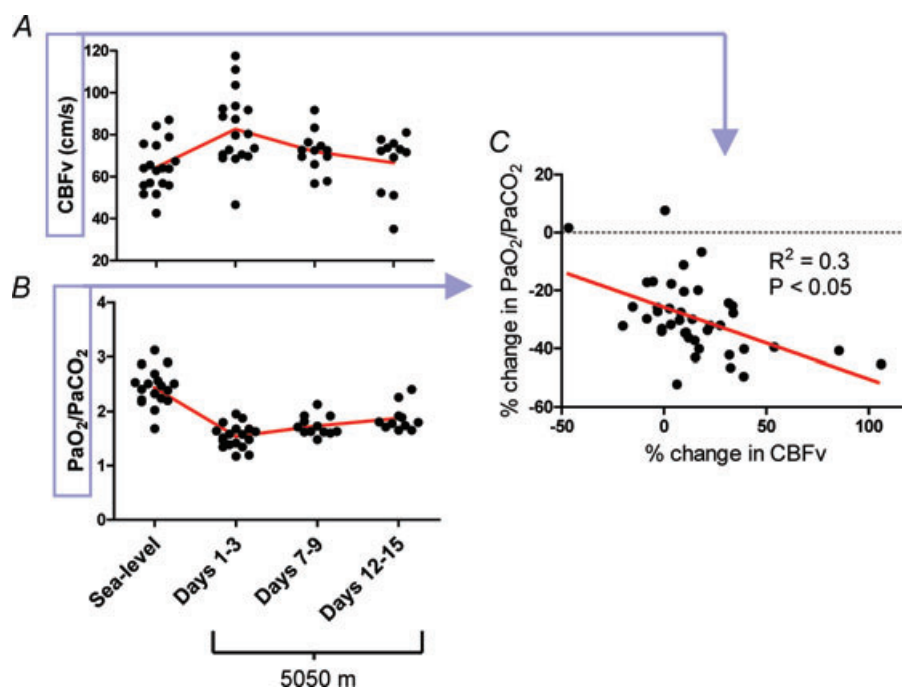 A
CBFv (cm/s)
120
100
80
60
40
20
B
PaO₂/PaCO₂
4
3
2
1
0
Sea-level
Days 1-3
Days 7-9
Days 12-15
5050 m
C
% change in PaO₂/PaCO₂
20
0
-20
-40
-60
R² = 0.3
P < 0.05
-50
0
50
100
% change in CBFv